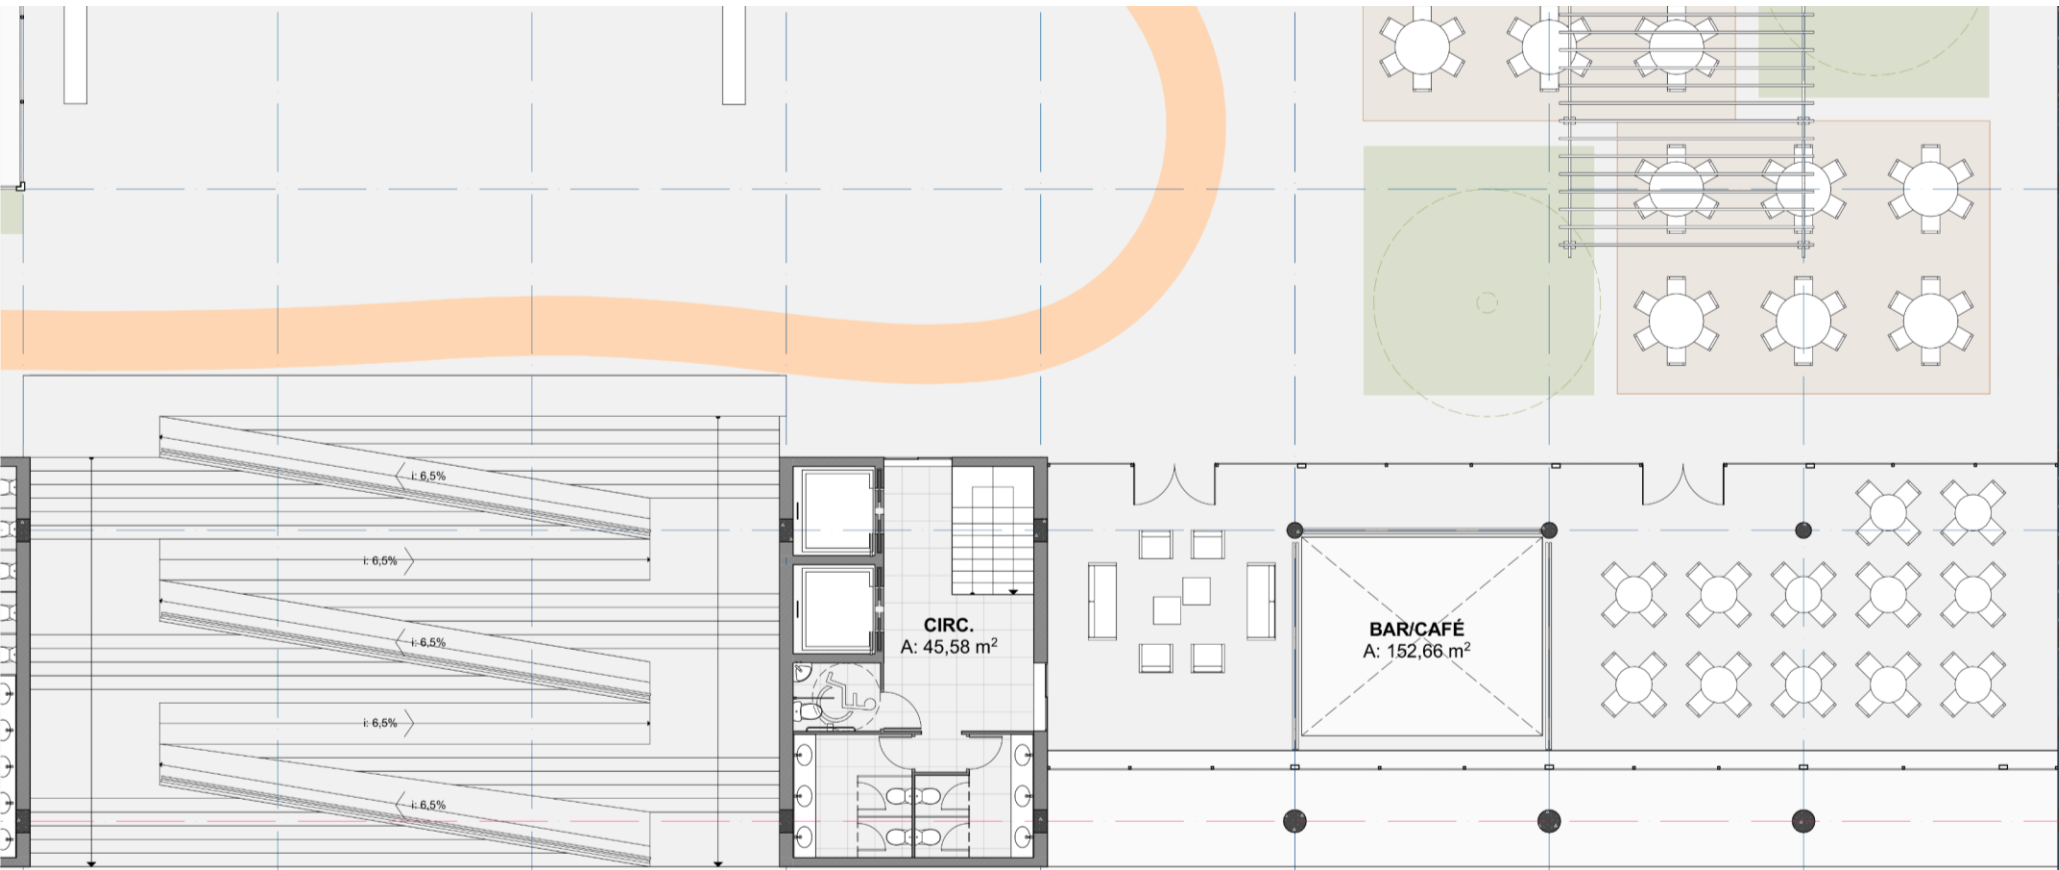 i: 6,5%
i: 6,5%
i: 6,5%
i: 6,5%
i: 6,5%
CIRC.
A: 45,58 m²
BAR/CAFÉ
A: 152,66 m²